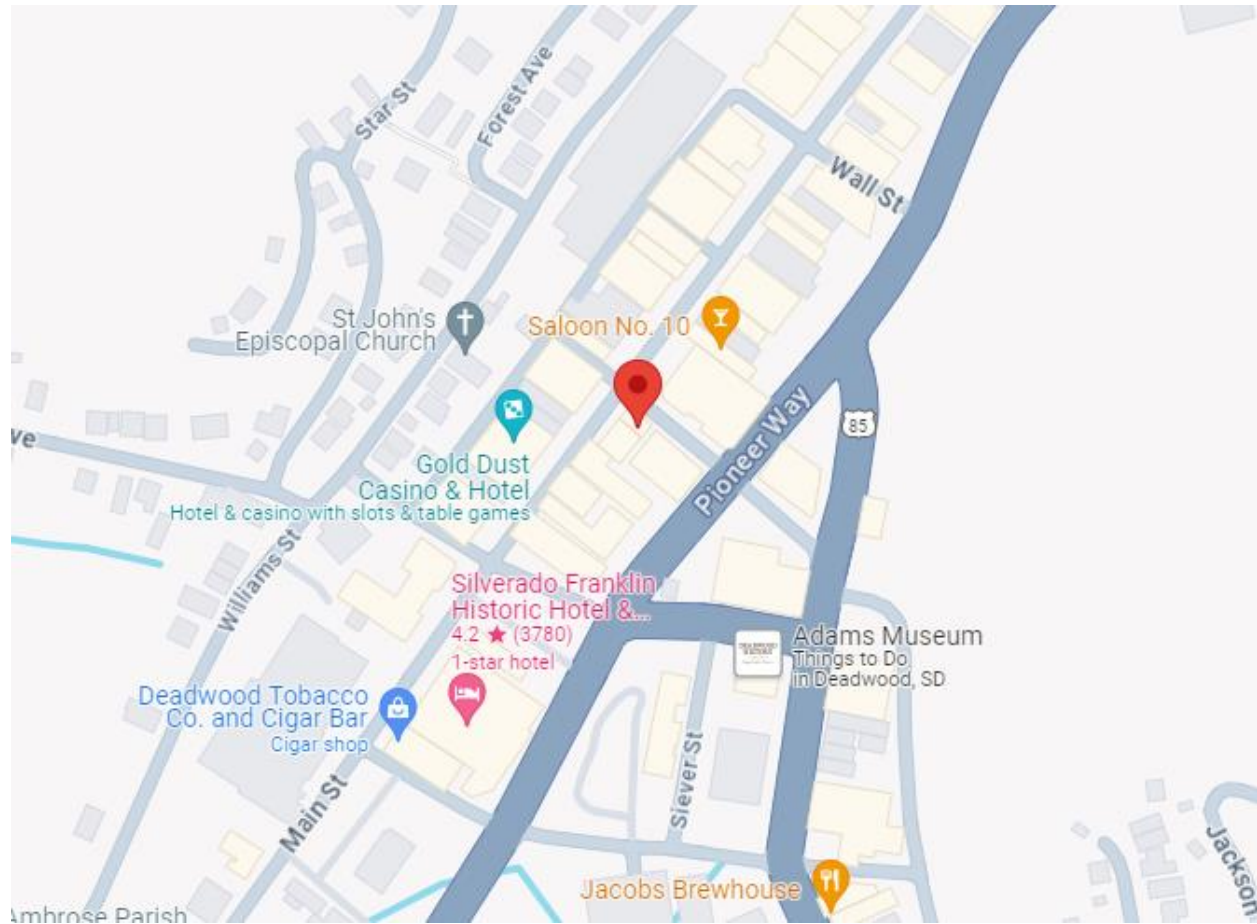 Star St
Forest Ave
Wall St
St John's
Episcopal Church
Saloon No. 10
85
Pioneer Way
ve
Gold Dust
Casino & Hotel
Hotel & casino with slots & table games
Williams St
Silverado Franklin
Historic Hotel &...
4.2 ★ (3780)
1-star hotel
Adams Museum
Things to Do
in Deadwood, SD
Deadwood Tobacco
Co. and Cigar Bar
Cigar shop
Main St
Siever St
Jackson
Jacobs Brewhouse
Ambrose Parish